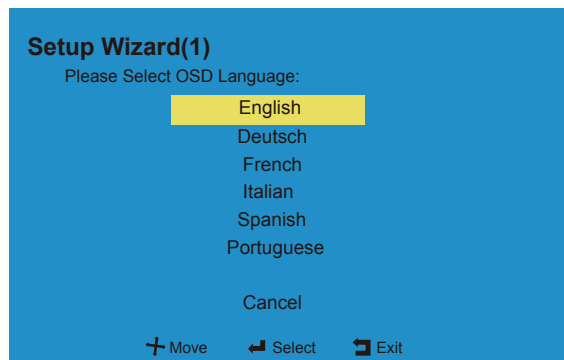 Setup Wizard(1)
Please Select OSD Language:
English
Deutsch
French
Italian
Spanish
Portuguese
Cancel
Move Select Exit